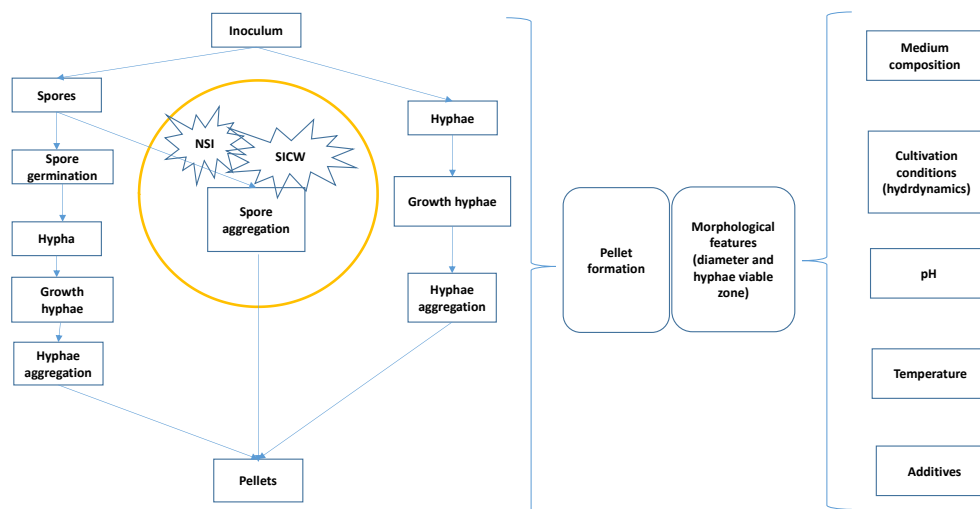 Inoculum
Spores
Spore
germination
Hypha
Growth
hyphae
Hyphae
aggregation
NSI
SICW
Spore
aggregation
Hyphae
Growth hyphae
Hyphae
aggregation
Pellets
Pellet
formation
Morphological
features
(diameter and
hyphae viable
zone)
Medium
composition
Cultivation
conditions
(hydrdynamics)
pH
Temperature
Additives